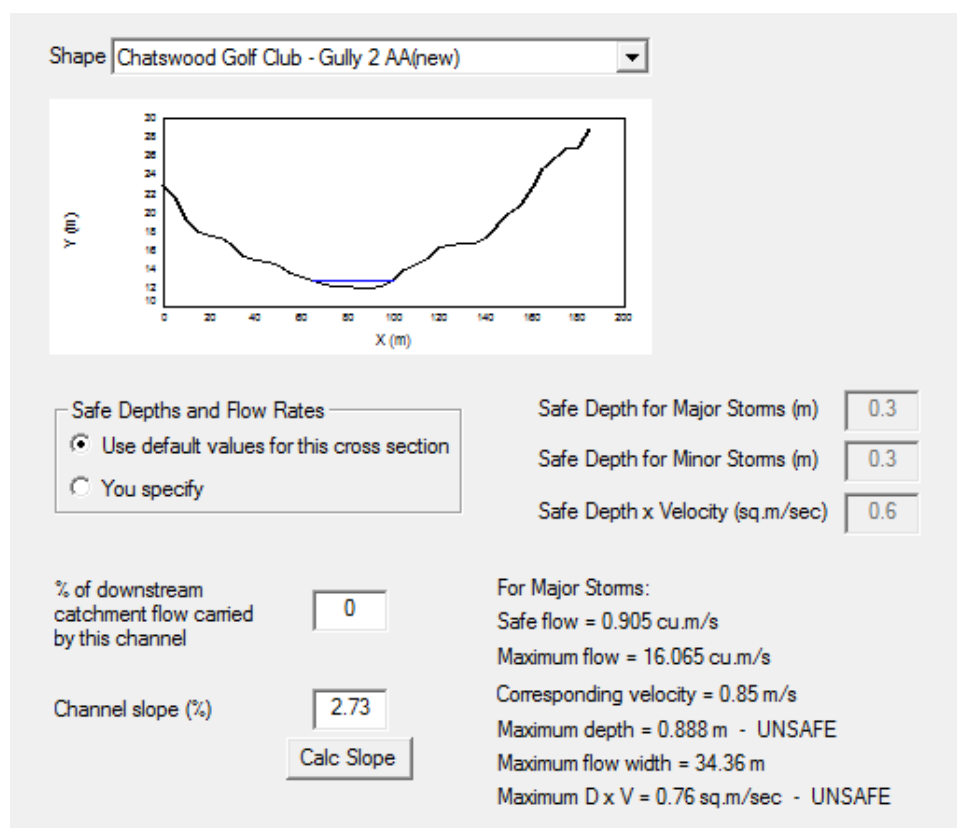 Shape Chatswood Golf Club - Gully 2 AA(new)
30
28
26
24
22
20
18
16
14
12
10
Y (m)
0 20 40 60 80 100 120 140 160 180 200
X (m)
Safe Depths and Flow Rates
Use default values for this cross section
You specify
Safe Depth for Major Storms (m) 0.3
Safe Depth for Minor Storms (m) 0.3
Safe Depth x Velocity (sq.m/sec) 0.6
% of downstream
catchment flow carried
by this channel
0
Channel slope (%) 2.73
Calc Slope
For Major Storms:
Safe flow = 0.905 cu.m/s
Maximum flow = 16.065 cu.m/s
Corresponding velocity = 0.85 m/s
Maximum depth = 0.888 m - UNSAFE
Maximum flow width = 34.36 m
Maximum D x V = 0.76 sq.m/sec - UNSAFE